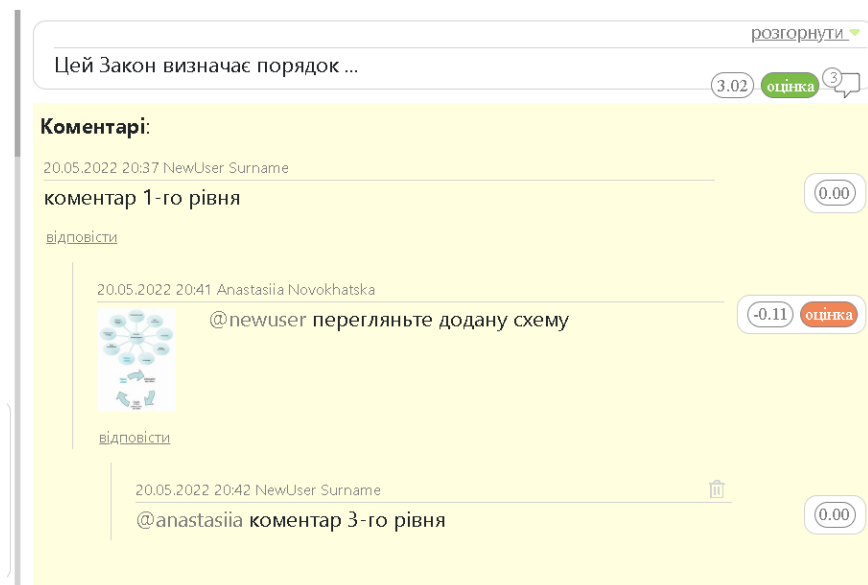 розгорнути
Цей Закон визначає порядок ...
3.02 оцінка 3
Коментарі:
20.05.2022 20:37 NewUser Surname
коментар 1-го рівня
0.00
відповісти
20.05.2022 20:41 Anastasiia Novokhatska
@newuser перегляньте додану схему
-0.11 оцінка
відповісти
20.05.2022 20:42 NewUser Surname
@anastasiia коментар 3-го рівня
0.00